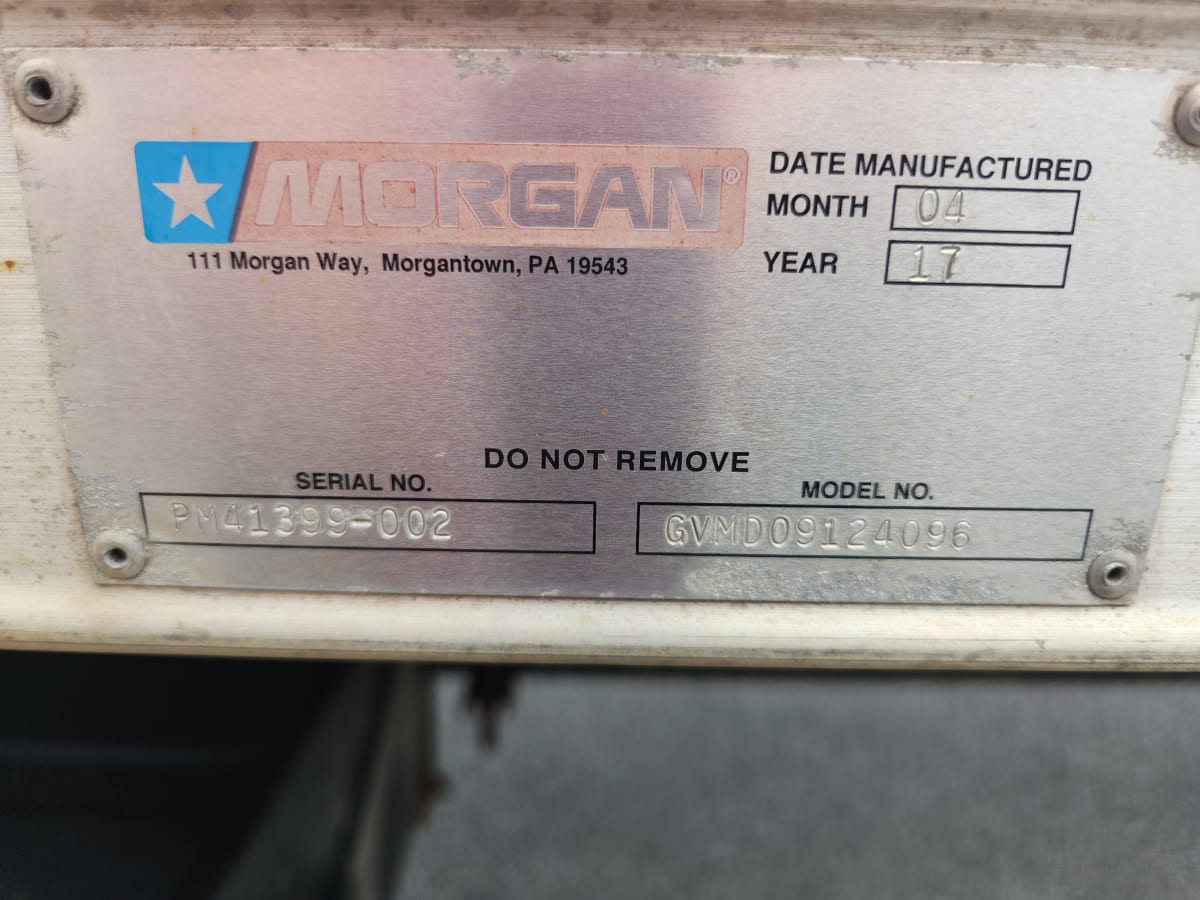 MORGAN®
111 Morgan Way, Morgantown, PA 19543
DATE MANUFACTURED
MONTH 04
YEAR 17
DO NOT REMOVE
SERIAL NO.
PM41399-002
MODEL NO.
GVMD09124096